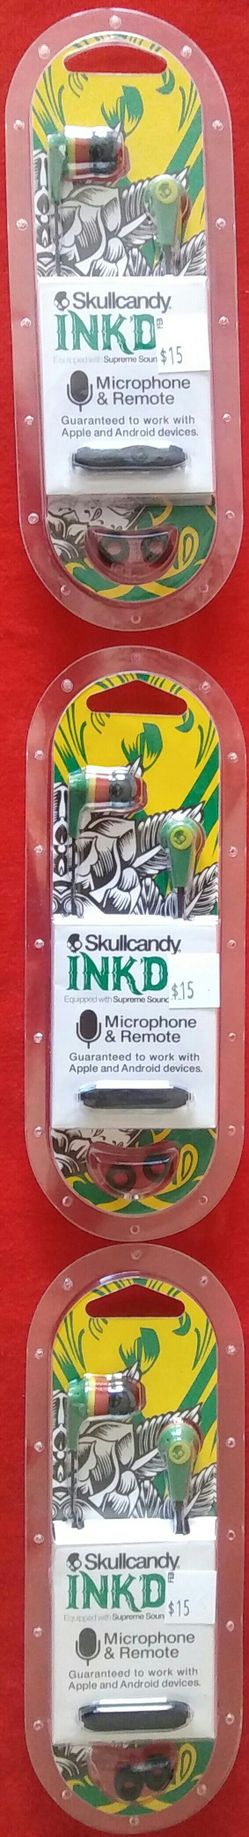 Skullcandy
INKD
Equipped with Supreme Soun
$15
Microphone
& Remote
Guaranteed to work with
Apple and Android devices.
Skullcandy
INKD
Equipped with Supreme Sound
$15
Microphone
& Remote
Guaranteed to work with
Apple and Android devices.
Skullcandy
INKD
Equipped with Supreme Soun
$15
Microphone
& Remote
Guaranteed to work with
Apple and Android devices.